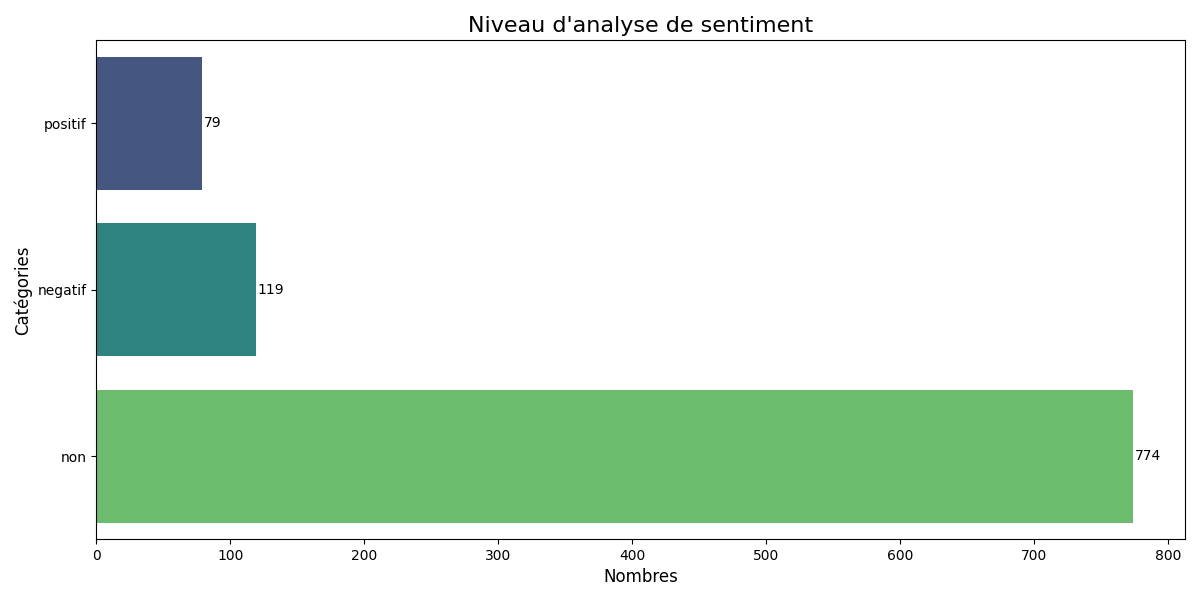 Niveau d'analyse de sentiment
positif
79
Catégories
negatif
119
non
774
0 100 200 300 400 500 600 700 800
Nombres